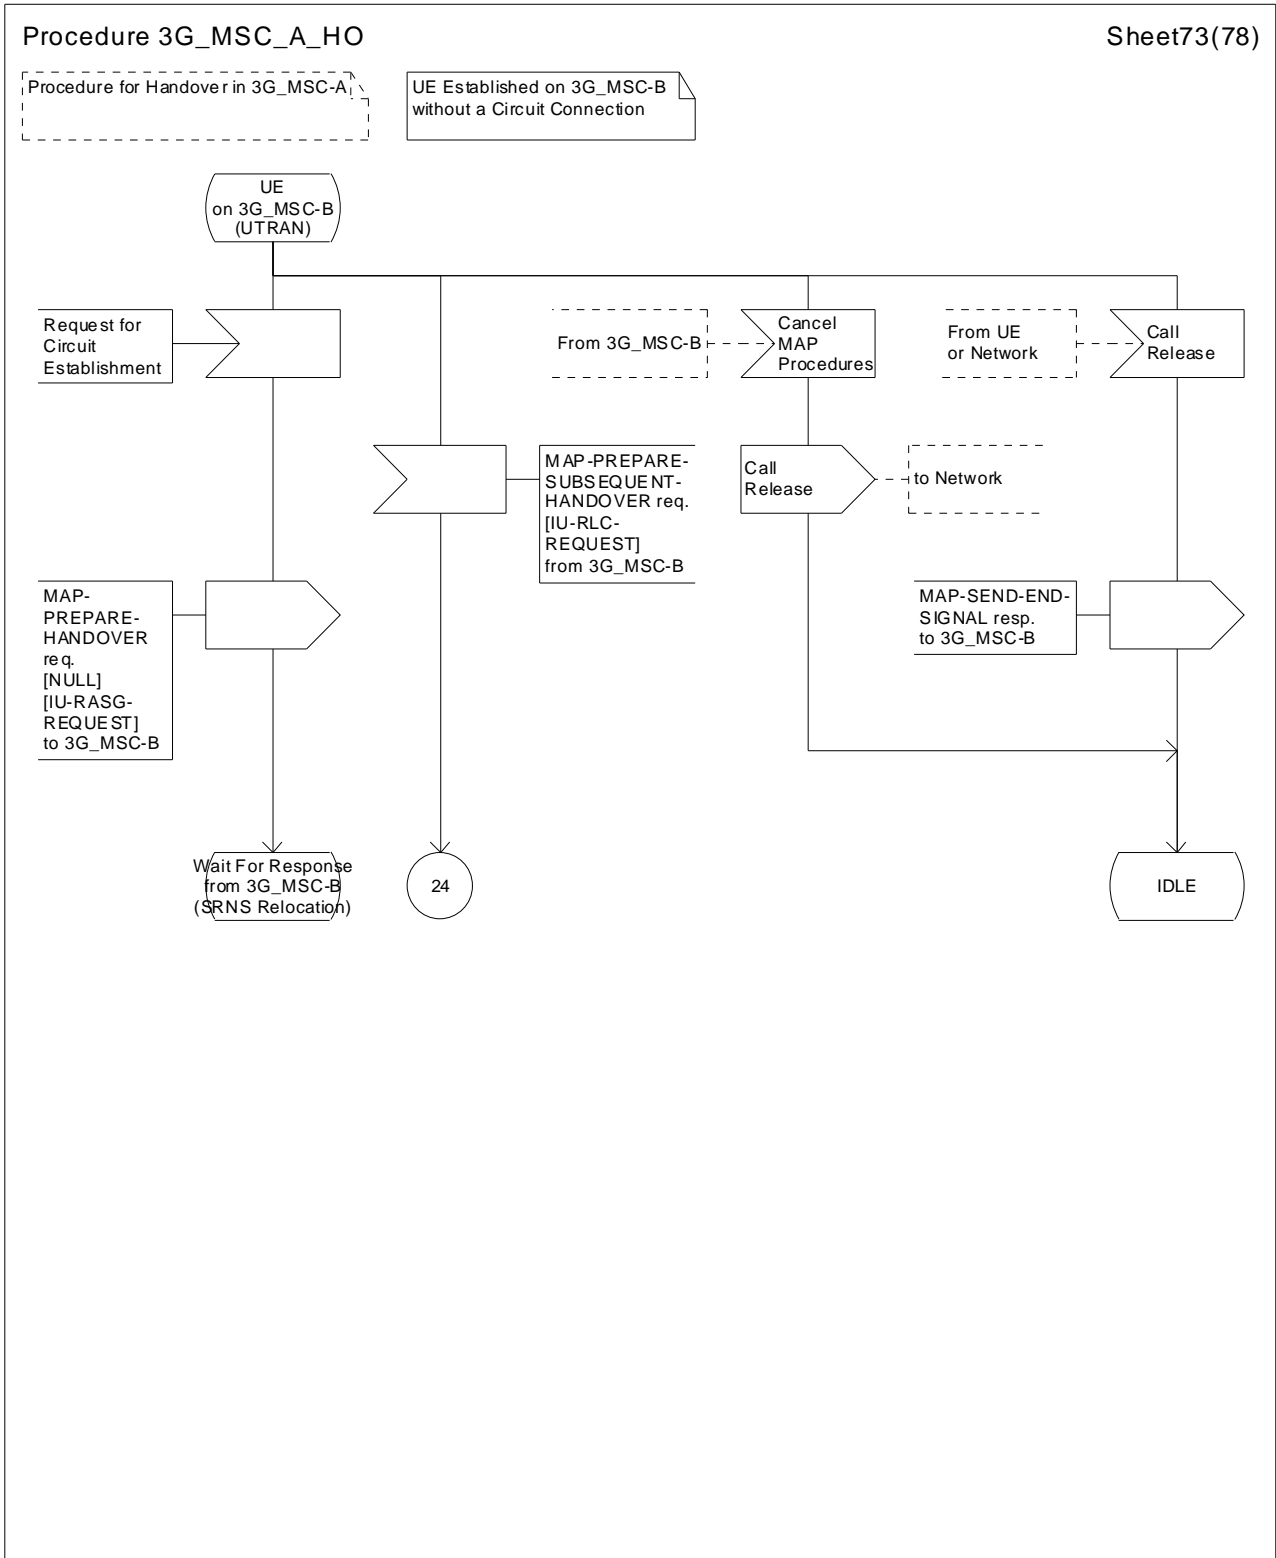 Procedure 3G_MSC_A_HO
Sheet73(78)
Procedure for Handover in 3G_MSC-A
UE Established on 3G_MSC-B
without a Circuit Connection
UE
on 3G_MSC-B
(UTRAN)
Request for
Circuit
Establishment
From 3G_MSC-B
Cancel
MAP
Procedures
From UE
or Network
Call
Release
MAP-PREPARE-
SUBSEQUENT-
HANDOVER req.
[IU-RLC-
REQUEST]
from 3G_MSC-B
Call
Release
to Network
MAP-
PREPARE-
HANDOVER
req.
[NULL]
[IU-RASG-
REQUEST]
to 3G_MSC-B
MAP-SEND-END-
SIGNAL resp.
to 3G_MSC-B
Wait For Response
from 3G_MSC-B
(SRNS Relocation)
24
IDLE